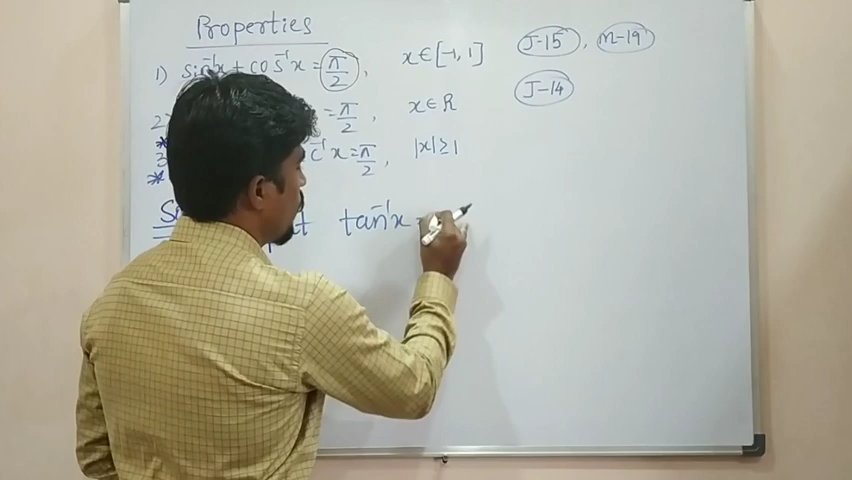 Properties
1) sin⁻¹x + cos⁻¹x = π/2, x ∈ [-1, 1] J-15, M-19
2 = π/2, x ∈ R J-14
* 3 c⁻¹x = π/2, |x| ≥ 1
*
tan⁻¹x